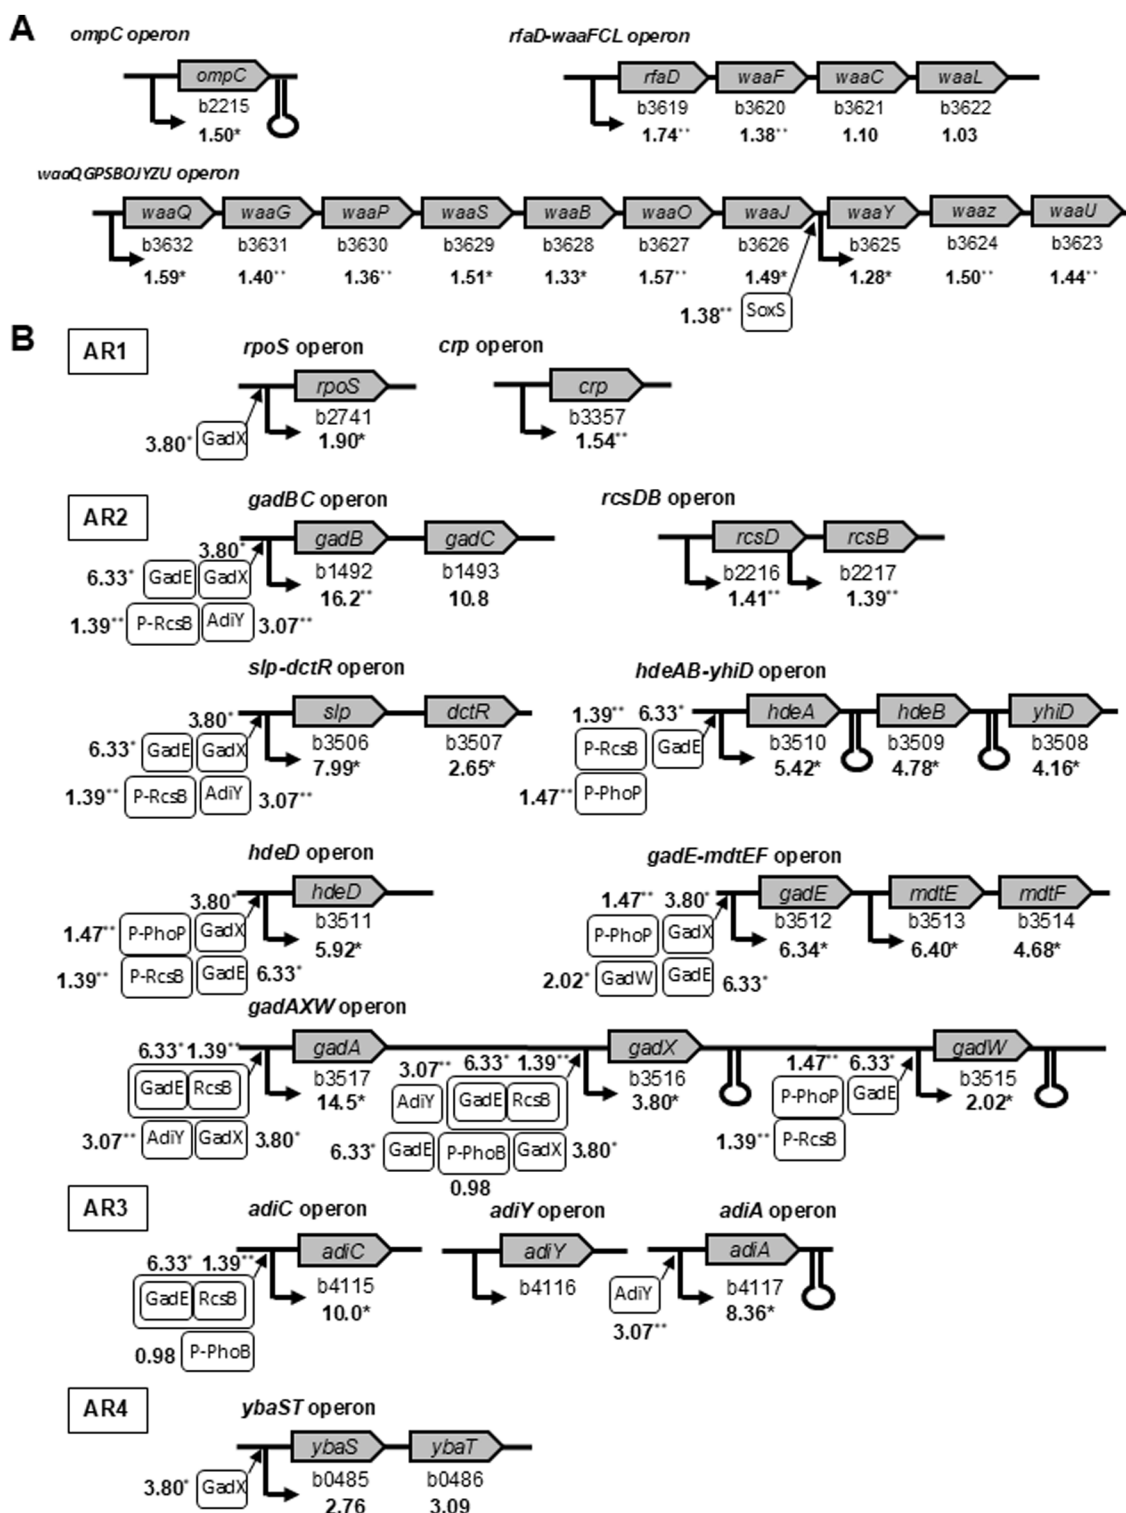 A
ompC operon
rfaD-waaFCL operon
ompC
rfaD waaF waaC waaL
b2215
b3619 b3620 b3621 b3622
1.50*
1.74** 1.38** 1.10 1.03
waaQGPSBOJYZU operon
waaQ waaG waaP waaS waaB waaO waaJ waaY waaz waaU
b3632 b3631 b3630 b3629 b3628 b3627 b3626 b3625 b3624 b3623
1.59* 1.40** 1.36** 1.51* 1.33* 1.57** 1.49* 1.28* 1.50** 1.44**
1.38** SoxS
B
AR1
rpoS operon
crp operon
rpoS
crp
b2741
b3357
3.80* GadX
1.90*
1.54**
AR2
gadBC operon
rcsDB operon
3.80*
gadB gadC
rcsD rcsB
6.33* GadE GadX
b1492 b1493
b2216 b2217
16.2** 10.8
1.41** 1.39**
1.39** P-RcsB AdiY 3.07**
slp-dctR operon
hdeAB-yhiD operon
3.80*
slp dctR
1.39** 6.33*
hdeA hdeB yhiD
6.33* GadE GadX
b3506 b3507
P-RcsB GadE
b3510 b3509 b3508
7.99* 2.65*
5.42* 4.78* 4.16*
1.39** P-RcsB AdiY 3.07**
1.47** P-PhoP
hdeD operon
gadE-mdtEF operon
3.80*
hdeD
1.47** 3.80*
gadE mdtE mdtF
1.47** P-PhoP GadX
b3511
P-PhoP GadX
b3512 b3513 b3514
5.92*
6.34* 6.40* 4.68*
1.39** P-RcsB GadE 6.33*
2.02* GadW GadE 6.33*
gadAXW operon
6.33* 1.39**
gadA
3.07** 6.33* 1.39**
gadX
1.47** 6.33*
gadW
GadE RcsB
b3517
AdiY GadE RcsB
b3516
P-PhoP GadE
b3515
14.5*
3.80*
2.02*
3.07** AdiY GadX 3.80*
6.33* GadE P-PhoB GadX 3.80*
1.39** P-RcsB
0.98
AR3
adiC operon
adiY operon
adiA operon
6.33* 1.39**
adiC
adiY
adiA
GadE RcsB
b4115
b4116
AdiY
b4117
10.0*
3.07**
8.36*
0.98 P-PhoB
AR4
ybaST operon
ybaS ybaT
3.80* GadX
b0485 b0486
2.76 3.09